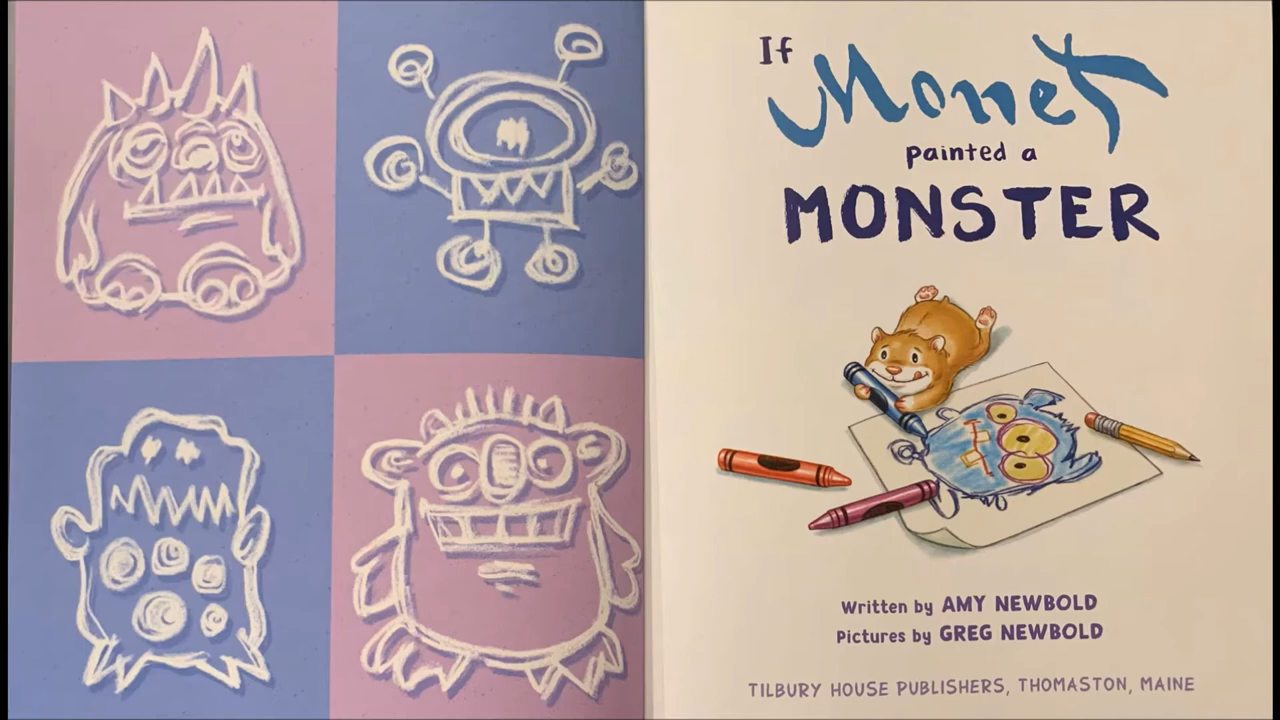 If
Monet
painted a
MONSTER
Written by AMY NEWBOLD
Pictures by GREG NEWBOLD
TILBURY HOUSE PUBLISHERS, THOMASTON, MAINE